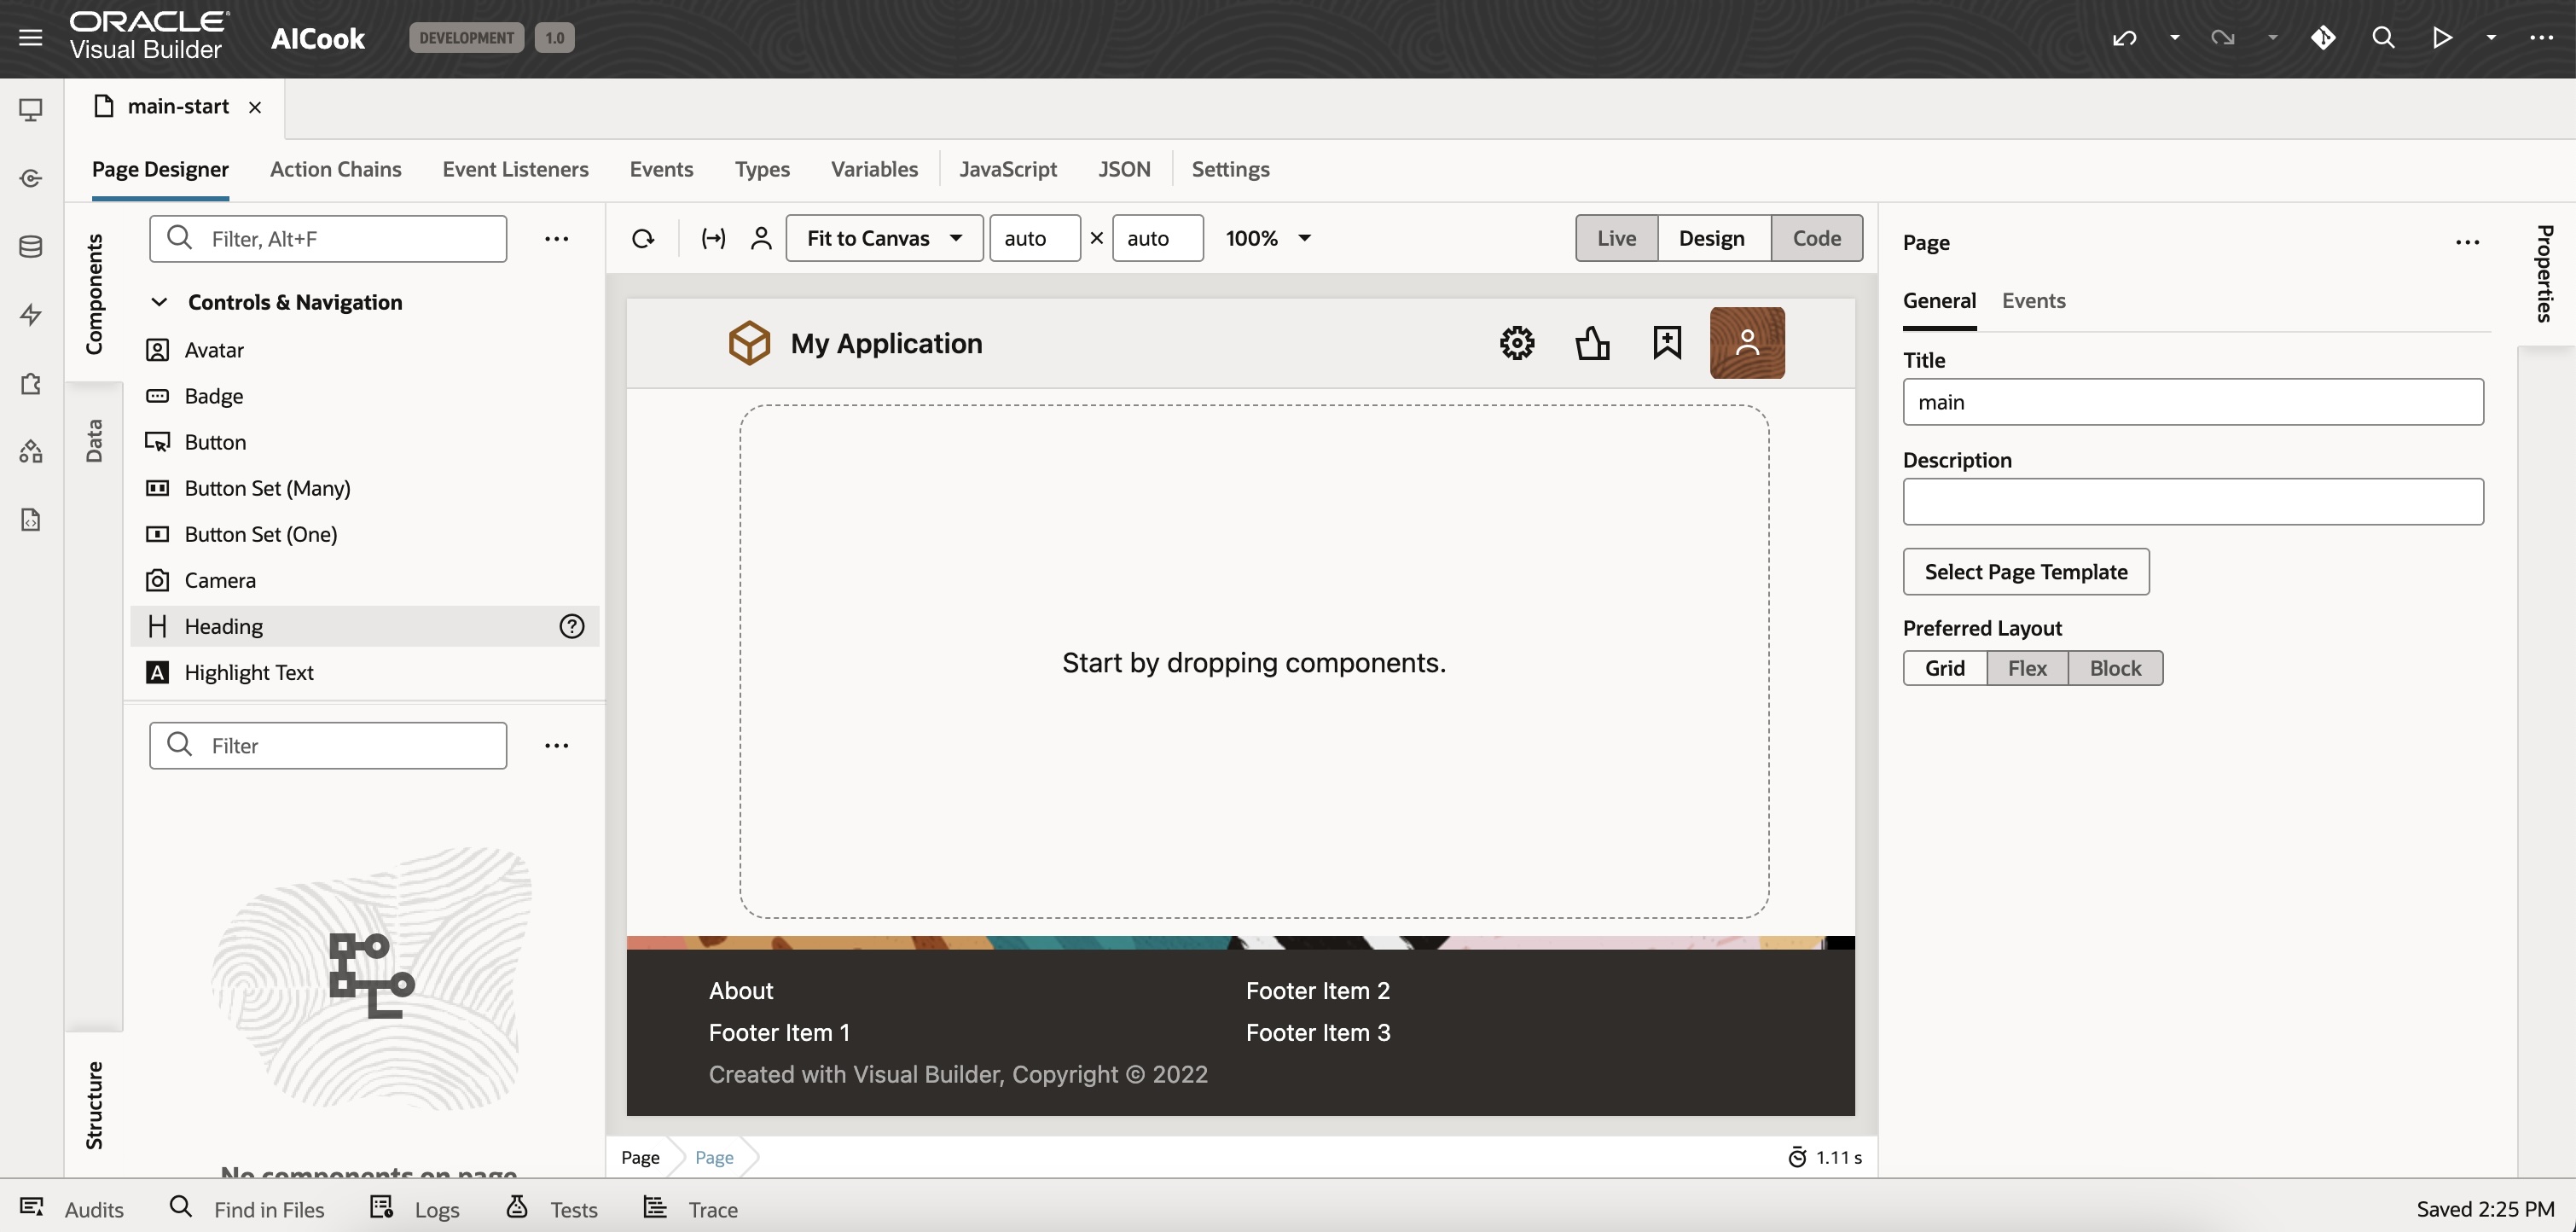 ORACLE
Visual Builder
AICook
DEVELOPMENT
1.0
main-start
Page Designer
Action Chains
Event Listeners
Events
Types
Variables
JavaScript
JSON
Settings
Components
Data
Structure
Filter, Alt+F
Controls & Navigation
Avatar
Badge
Button
Button Set (Many)
Button Set (One)
Camera
Heading
Highlight Text
Filter
No components on page
Fit to Canvas
auto
×
auto
100%
Live
Design
Code
My Application
Start by dropping components.
About
Footer Item 2
Footer Item 1
Footer Item 3
Created with Visual Builder, Copyright © 2022
Page
Page
1.11 s
Page
General
Events
Title
main
Description
Select Page Template
Preferred Layout
Grid
Flex
Block
Properties
Audits
Find in Files
Logs
Tests
Trace
Saved 2:25 PM